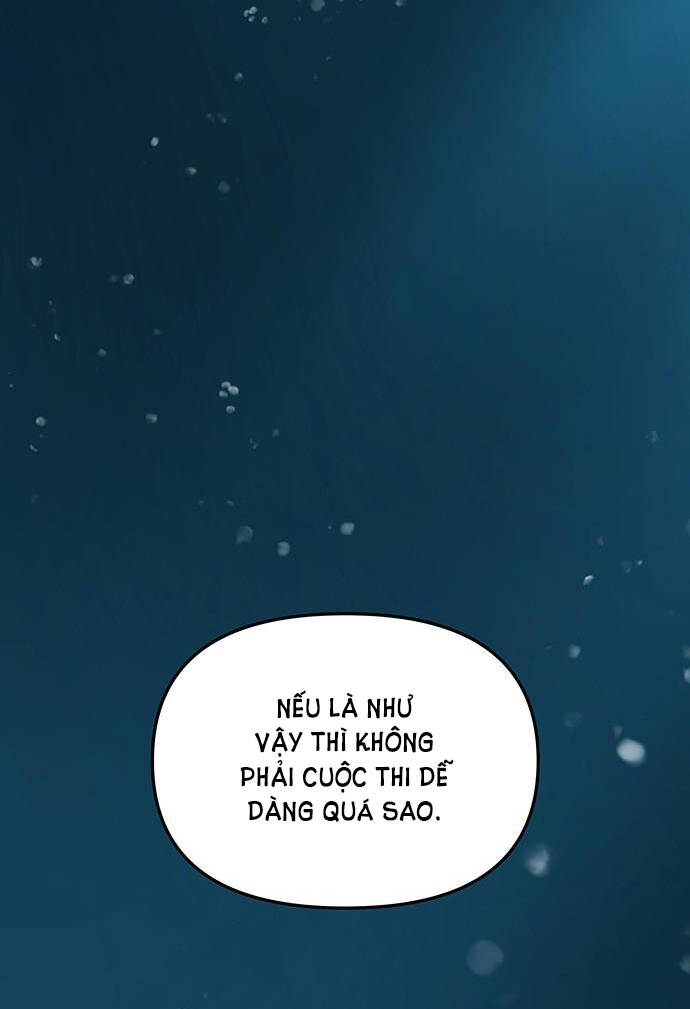 NẾU LÀ NHƯ
VẬY THÌ KHÔNG
PHẢI CUỘC THI DỄ
DÀNG QUÁ SAO.